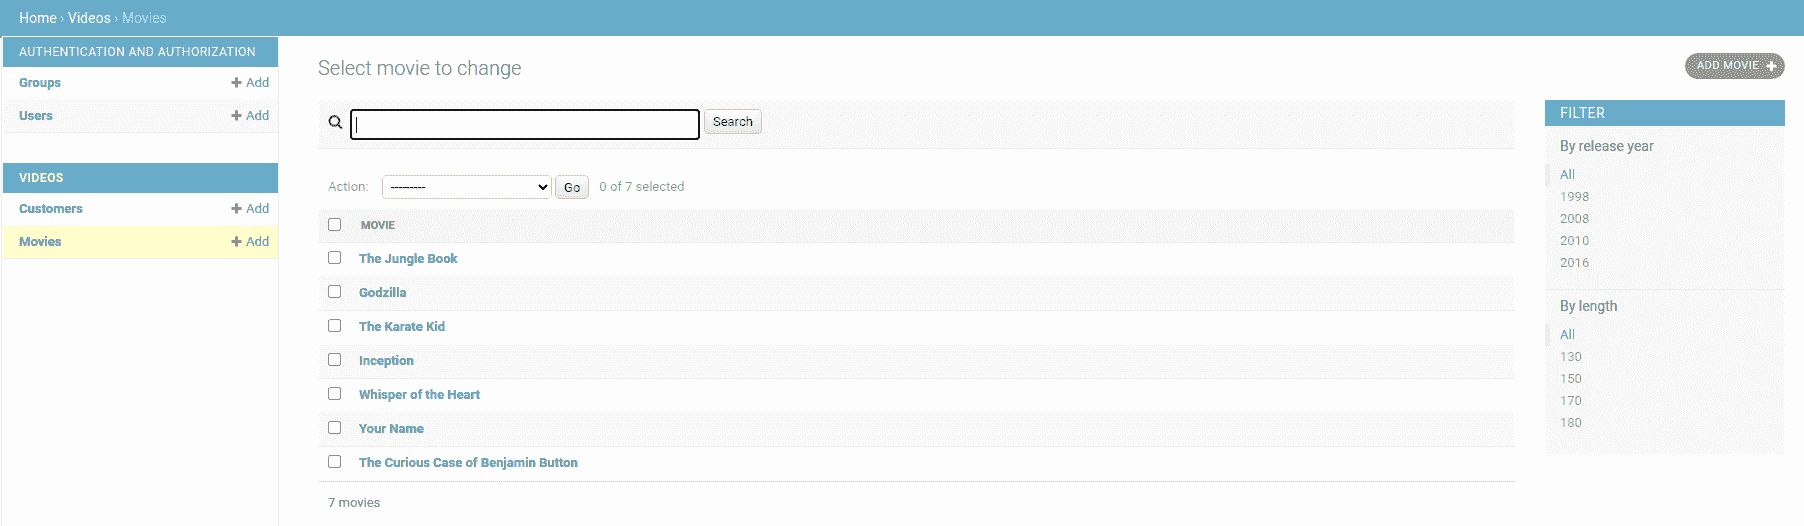 Home › Videos › Movies
AUTHENTICATION AND AUTHORIZATION
Groups + Add
Users + Add
VIDEOS
Customers + Add
Movies + Add
Select movie to change
ADD MOVIE +
Search
Action: --------- Go 0 of 7 selected
MOVIE
The Jungle Book
Godzilla
The Karate Kid
Inception
Whisper of the Heart
Your Name
The Curious Case of Benjamin Button
7 movies
FILTER
By release year
All
1998
2008
2010
2016
By length
All
130
150
170
180